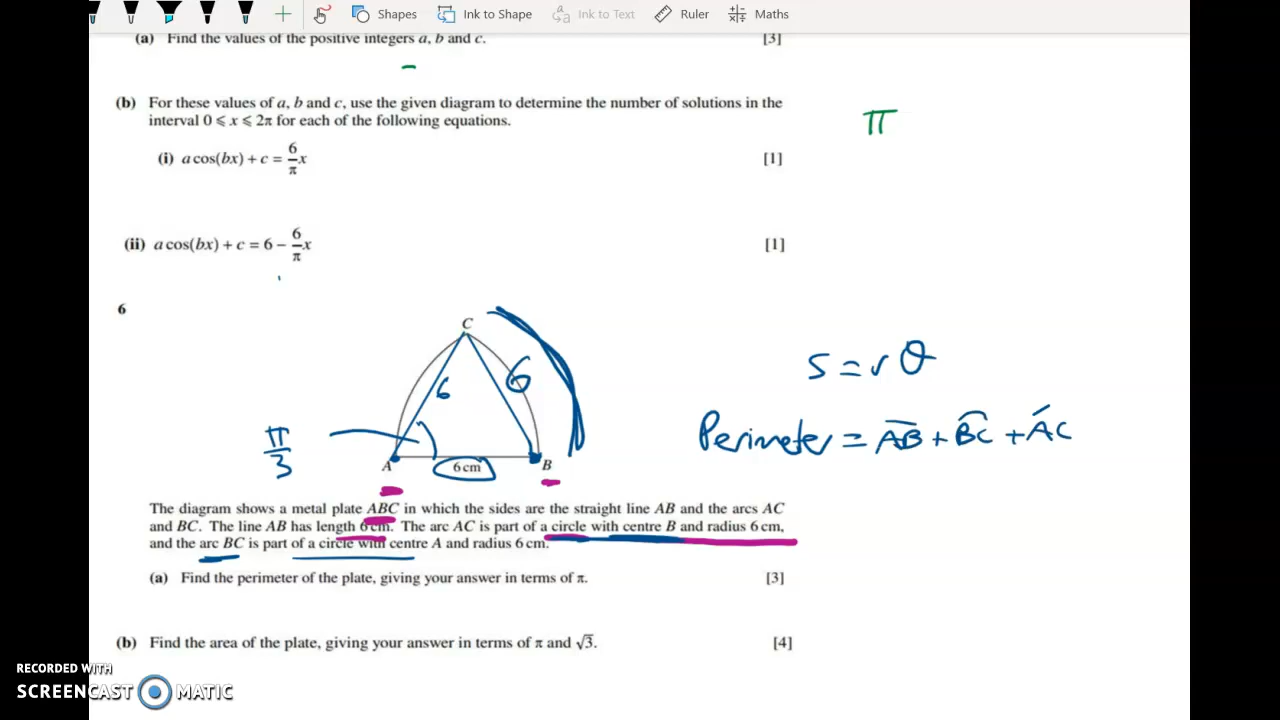 Shapes Ink to Shape Ink to Text Ruler Maths
(a) Find the values of the positive integers a, b and c. [3]
(b) For these values of a, b and c, use the given diagram to determine the number of solutions in the
interval 0 ⩽ x ⩽ 2π for each of the following equations.
π
(i) a cos(bx) + c = 6/π x [1]
(ii) a cos(bx) + c = 6 − 6/π x [1]
6
C
6 6
π/3
A 6 cm B
s = rθ
Perimeter = AB + BC + AC
The diagram shows a metal plate ABC in which the sides are the straight line AB and the arcs AC
and BC. The line AB has length 6 cm. The arc AC is part of a circle with centre B and radius 6 cm,
and the arc BC is part of a circle with centre A and radius 6 cm.
(a) Find the perimeter of the plate, giving your answer in terms of π. [3]
(b) Find the area of the plate, giving your answer in terms of π and √3. [4]
RECORDED WITH
SCREENCAST MATIC